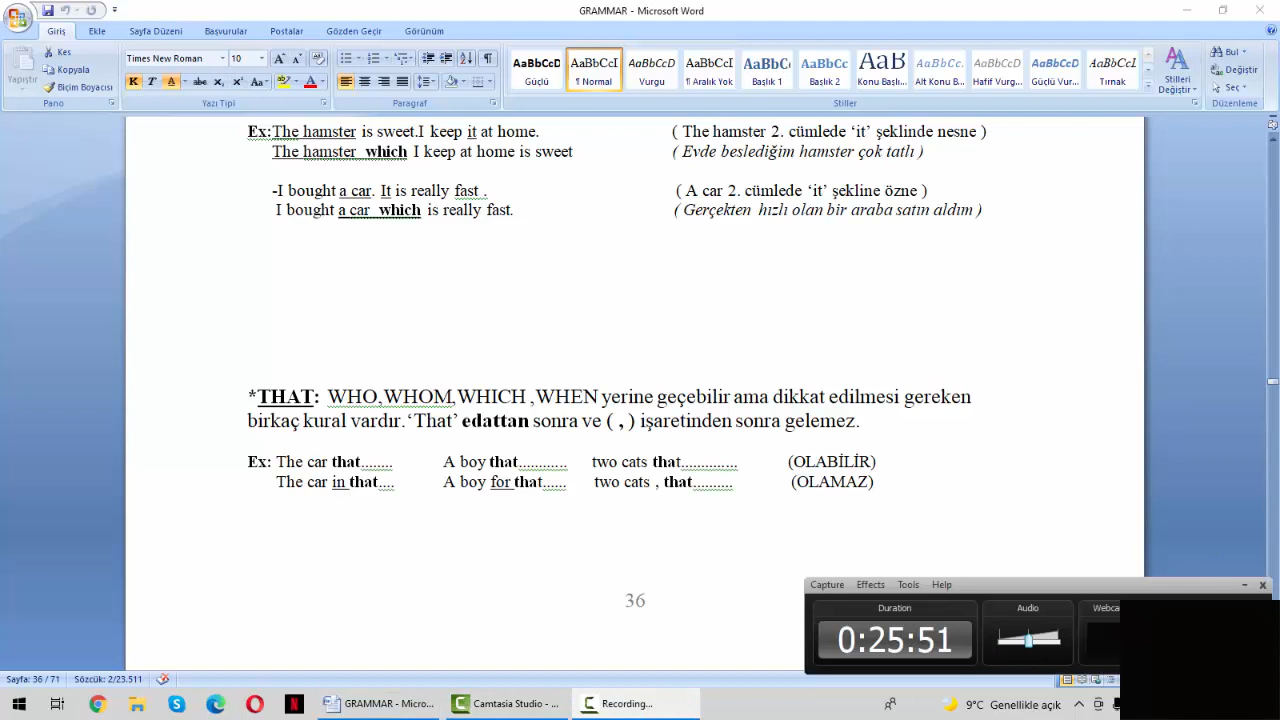 GRAMMAR - Microsoft Word
Giriş Ekle Sayfa Düzeni Başvurular Postalar Gözden Geçir Görünüm
Yapıştır
Kes
Kopyala
Biçim Boyacısı
Pano
Times New Roman 10
K T A abc x, x' Aa A
Yazı Tipi
Paragraf
AaBbCcD AaBbCcI AaBbCcD AaBbCcI AaBbC AaBbCc AaB AaBbCc. AaBbCcD AaBbCcD AaBbCcI
Güçlü ¶ Normal Vurgu ¶ Aralık Yok Başlık 1 Başlık 2 Konu Başlı... Alt Konu B... Hafif Vurg... Güçlü Vur... Tırnak
Stilleri Değiştir
Stiller
Bul
Değiştir
Seç
Düzenleme
Ex:The hamster is sweet.I keep it at home. ( The hamster 2. cümlede ‘it’ şeklinde nesne )
The hamster which I keep at home is sweet ( Evde beslediğim hamster çok tatlı )
-I bought a car. It is really fast . ( A car 2. cümlede ‘it’ şekline özne )
I bought a car which is really fast. ( Gerçekten hızlı olan bir araba satın aldım )
*THAT: WHO,WHOM,WHICH ,WHEN yerine geçebilir ama dikkat edilmesi gereken
birkaç kural vardır.‘That’ edattan sonra ve ( , ) işaretinden sonra gelemez.
Ex: The car that........ A boy that............ two cats that.............. (OLABİLİR)
The car in that.... A boy for that...... two cats , that.......... (OLAMAZ)
36
Capture Effects Tools Help
Duration Audio
0:25:51
Sayfa: 36 / 71 Sözcük: 2/23.511
GRAMMAR - Micro... Camtasia Studio - ... Recording... 9°C Genellikle açık